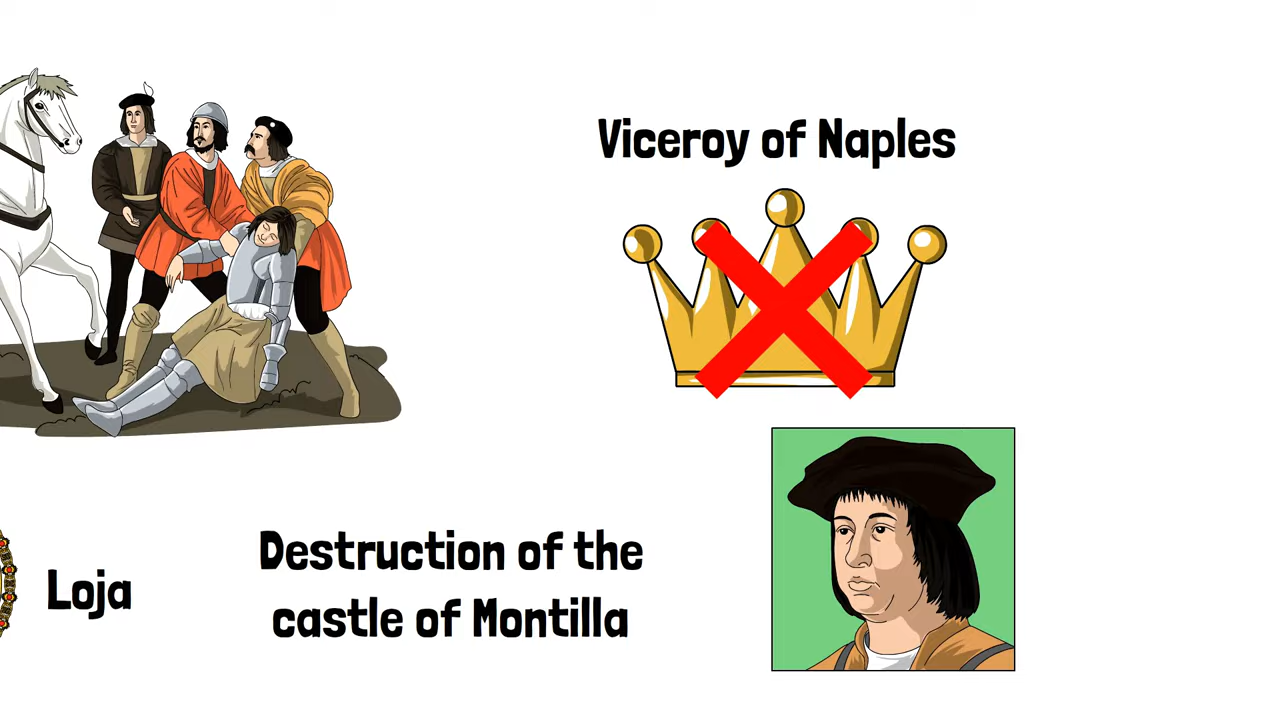 Viceroy of Naples
Loja
Destruction of the
castle of Montilla